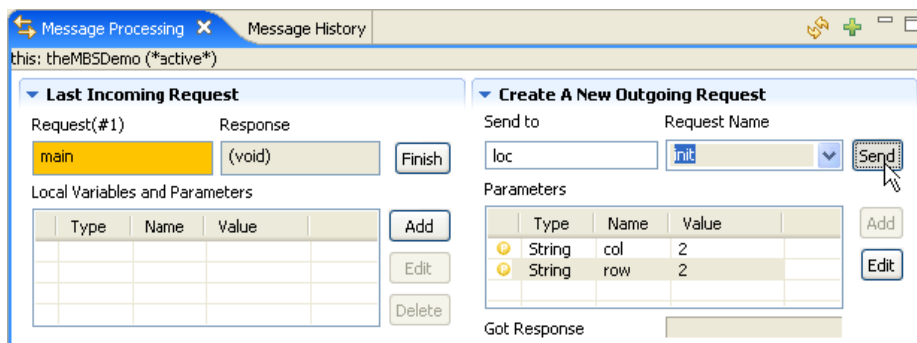 Message Processing Message History
this: theMBSDemo (*active*)
Last Incoming Request
Request(#1) Response
main (void) Finish
Local Variables and Parameters
Type Name Value Add
Edit
Delete
Create A New Outgoing Request
Send to Request Name
loc init Send
Parameters
Type Name Value Add
String col 2
String row 2 Edit
Got Response